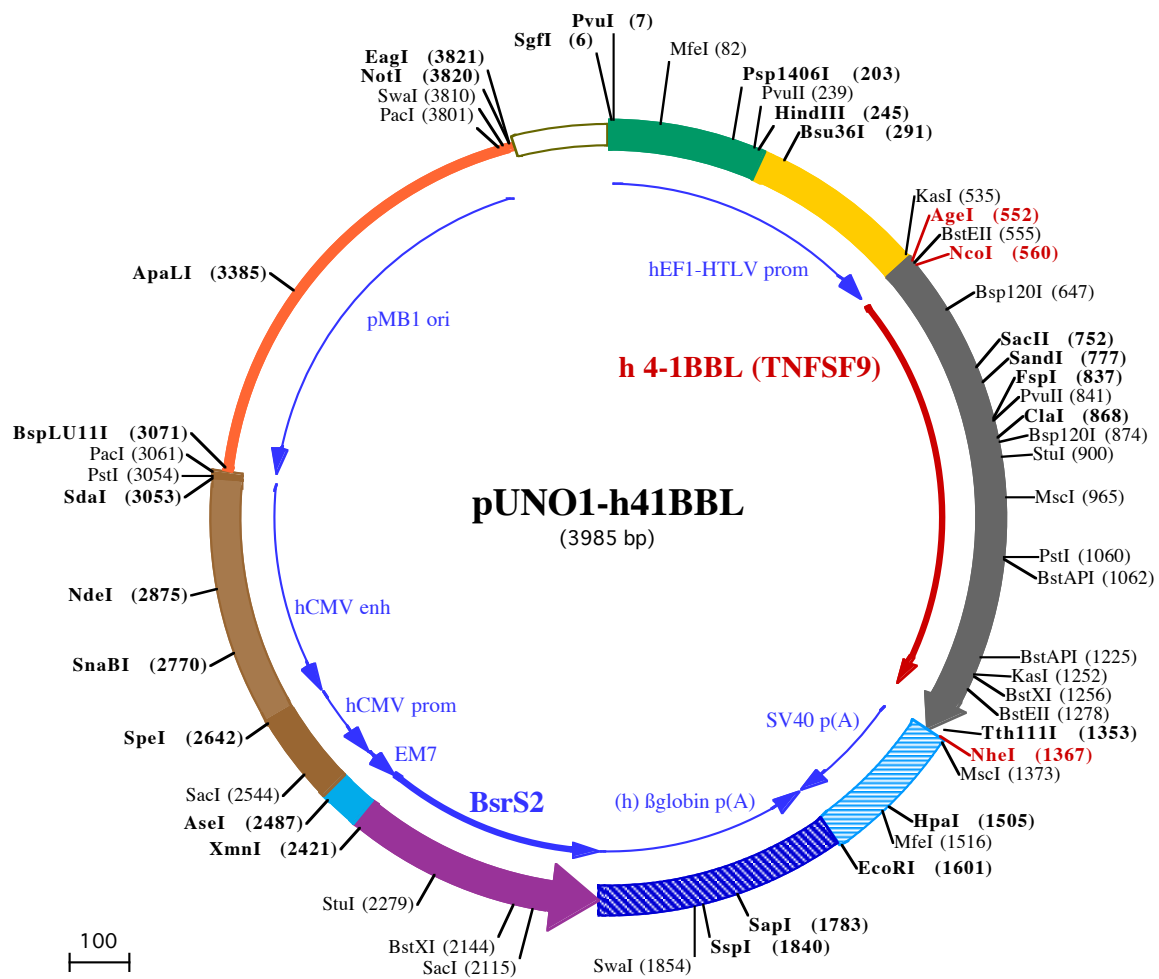 PvuI (7)
SgfI (6)
MfeI (82)
EagI (3821)
NotI (3820)
SwaI (3810)
PacI (3801)
Psp1406I (203)
PvuII (239)
HindIII (245)
Bsu36I (291)
KasI (535)
AgeI (552)
BstEII (555)
NcoI (560)
hEF1-HTLV prom
ApaLI (3385)
Bsp120I (647)
pMB1 ori
SacII (752)
h 4-1BBL (TNFSF9)
SandI (777)
FspI (837)
PvuII (841)
ClaI (868)
BspLU11I (3071)
Bsp120I (874)
PacI (3061)
StuI (900)
PstI (3054)
SdaI (3053)
MscI (965)
pUNO1-h41BBL
(3985 bp)
PstI (1060)
BstAPI (1062)
NdeI (2875)
hCMV enh
BstAPI (1225)
SnaBI (2770)
KasI (1252)
BstXI (1256)
hCMV prom
BstEII (1278)
SV40 p(A)
SpeI (2642)
Tth111I (1353)
NheI (1367)
EM7
MscI (1373)
SacI (2544)
BsrS2
(h) ßglobin p(A)
AseI (2487)
HpaI (1505)
MfeI (1516)
XmnI (2421)
EcoRI (1601)
StuI (2279)
SapI (1783)
BstXI (2144)
SspI (1840)
100
SacI (2115)
SwaI (1854)